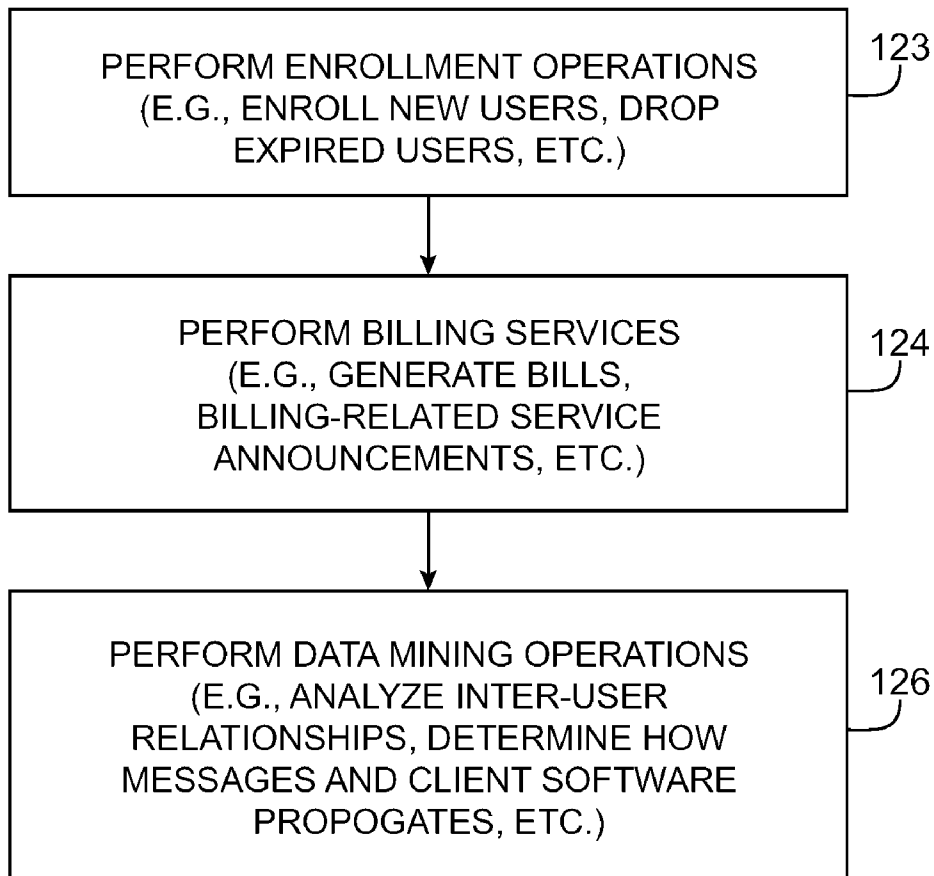 PERFORM ENROLLMENT OPERATIONS
(E.G., ENROLL NEW USERS, DROP
EXPIRED USERS, ETC.)
123
PERFORM BILLING SERVICES
(E.G., GENERATE BILLS,
BILLING-RELATED SERVICE
ANNOUNCEMENTS, ETC.)
124
PERFORM DATA MINING OPERATIONS
(E.G., ANALYZE INTER-USER
RELATIONSHIPS, DETERMINE HOW
MESSAGES AND CLIENT SOFTWARE
PROPOGATES, ETC.)
126